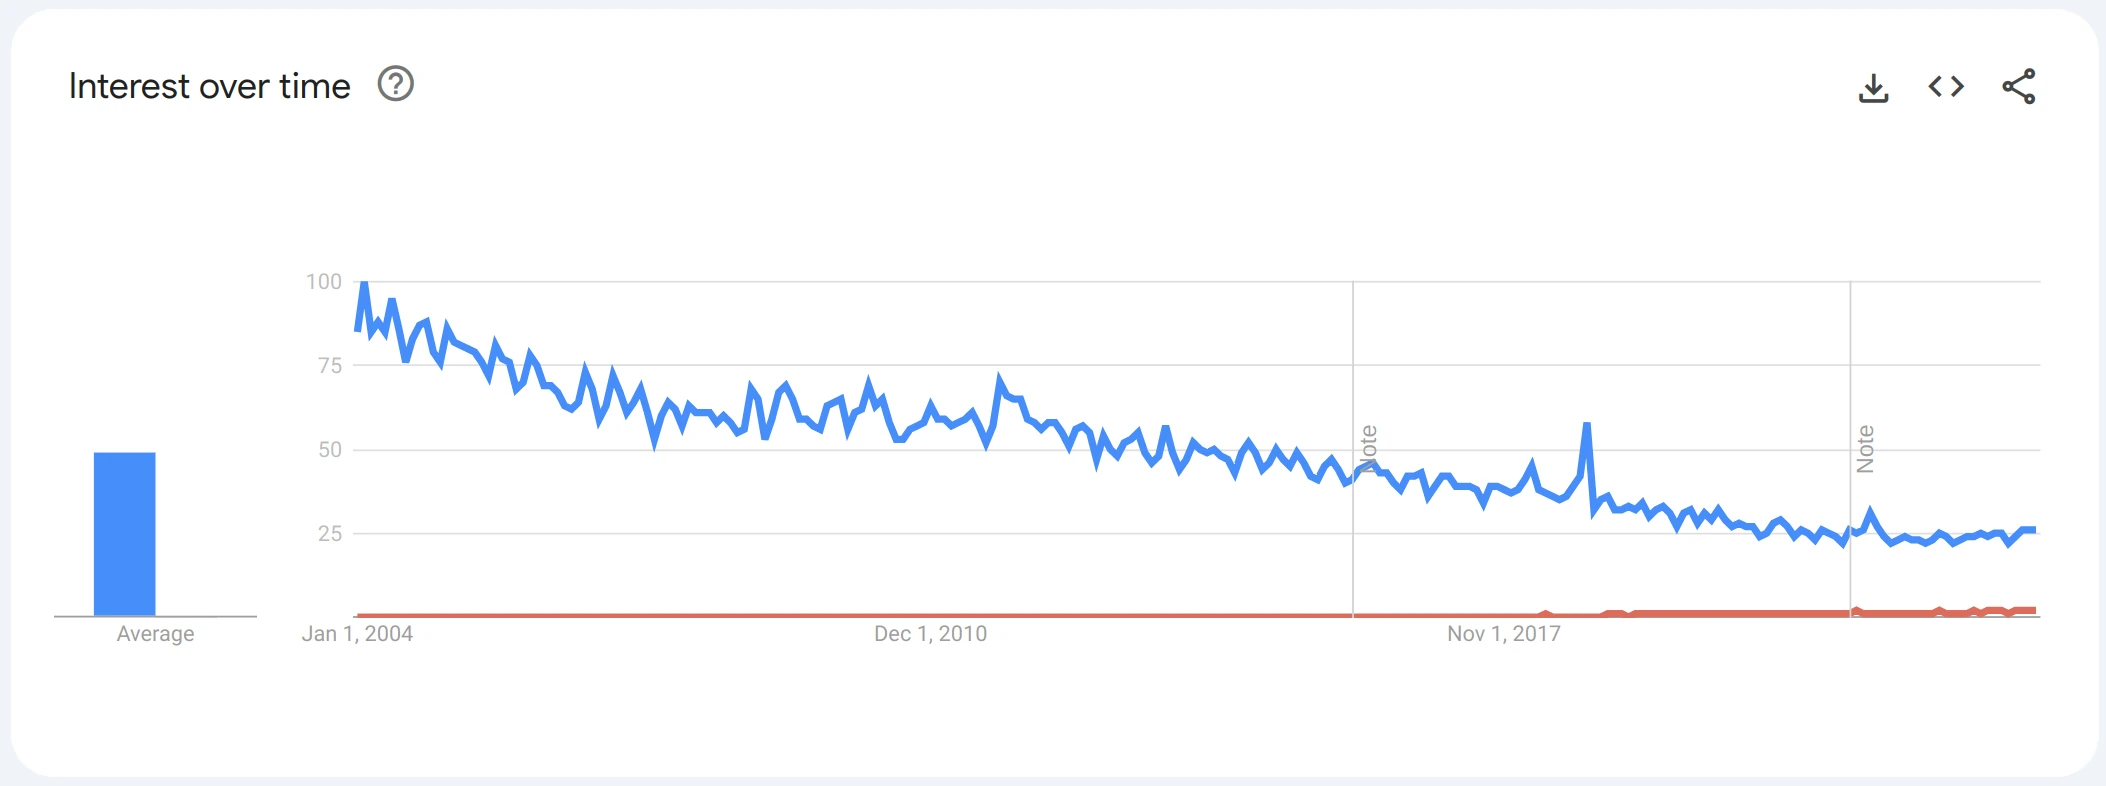 Interest over time
100
75
50
25
Note
Note
Average
Jan 1, 2004
Dec 1, 2010
Nov 1, 2017